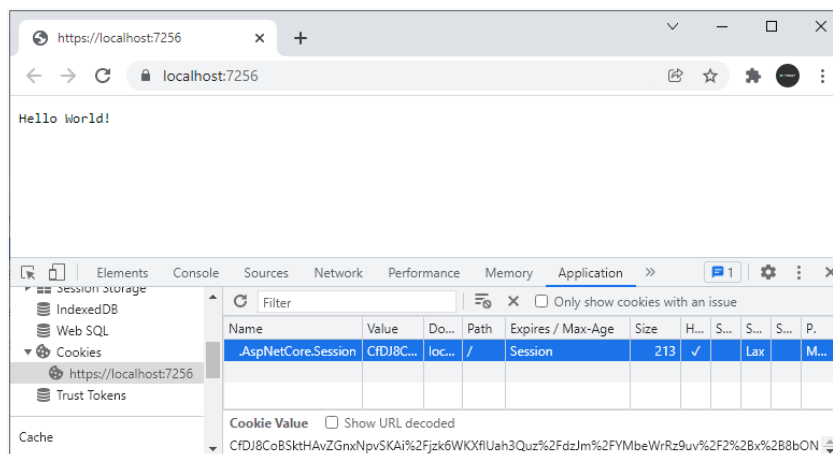 https://localhost:7256
localhost:7256
Hello World!
Elements Console Sources Network Performance Memory Application 1
Session Storage
IndexedDB
Web SQL
Cookies
https://localhost:7256
Trust Tokens
Cache
Filter Only show cookies with an issue
Name Value Do... Path Expires / Max-Age Size H... S... S... S... P.
.AspNetCore.Session CfDJ8C... loc... / Session 213 ✓ Lax M...
Cookie Value Show URL decoded
CfDJ8CoBSktHAvZGnxNpvSKAi%2Fjzk6WKXflUah3Quz%2FdzJm%2FYMbeWrRz9uv%2F2%2Bx%2B8bON